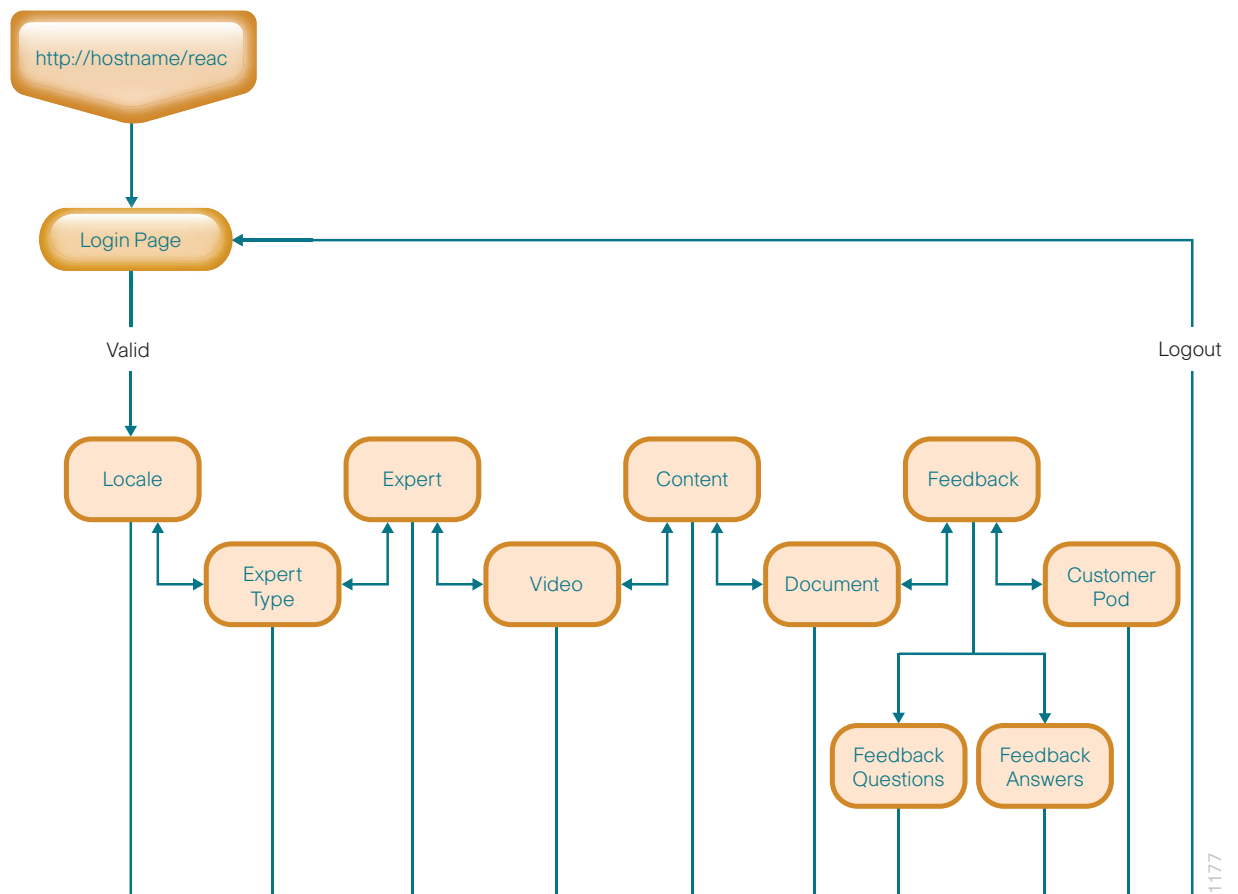 http://hostname/reac
Login Page
Valid
Logout
Locale
Expert
Content
Feedback
Expert
Type
Video
Document
Customer
Pod
Feedback
Questions
Feedback
Answers
1177